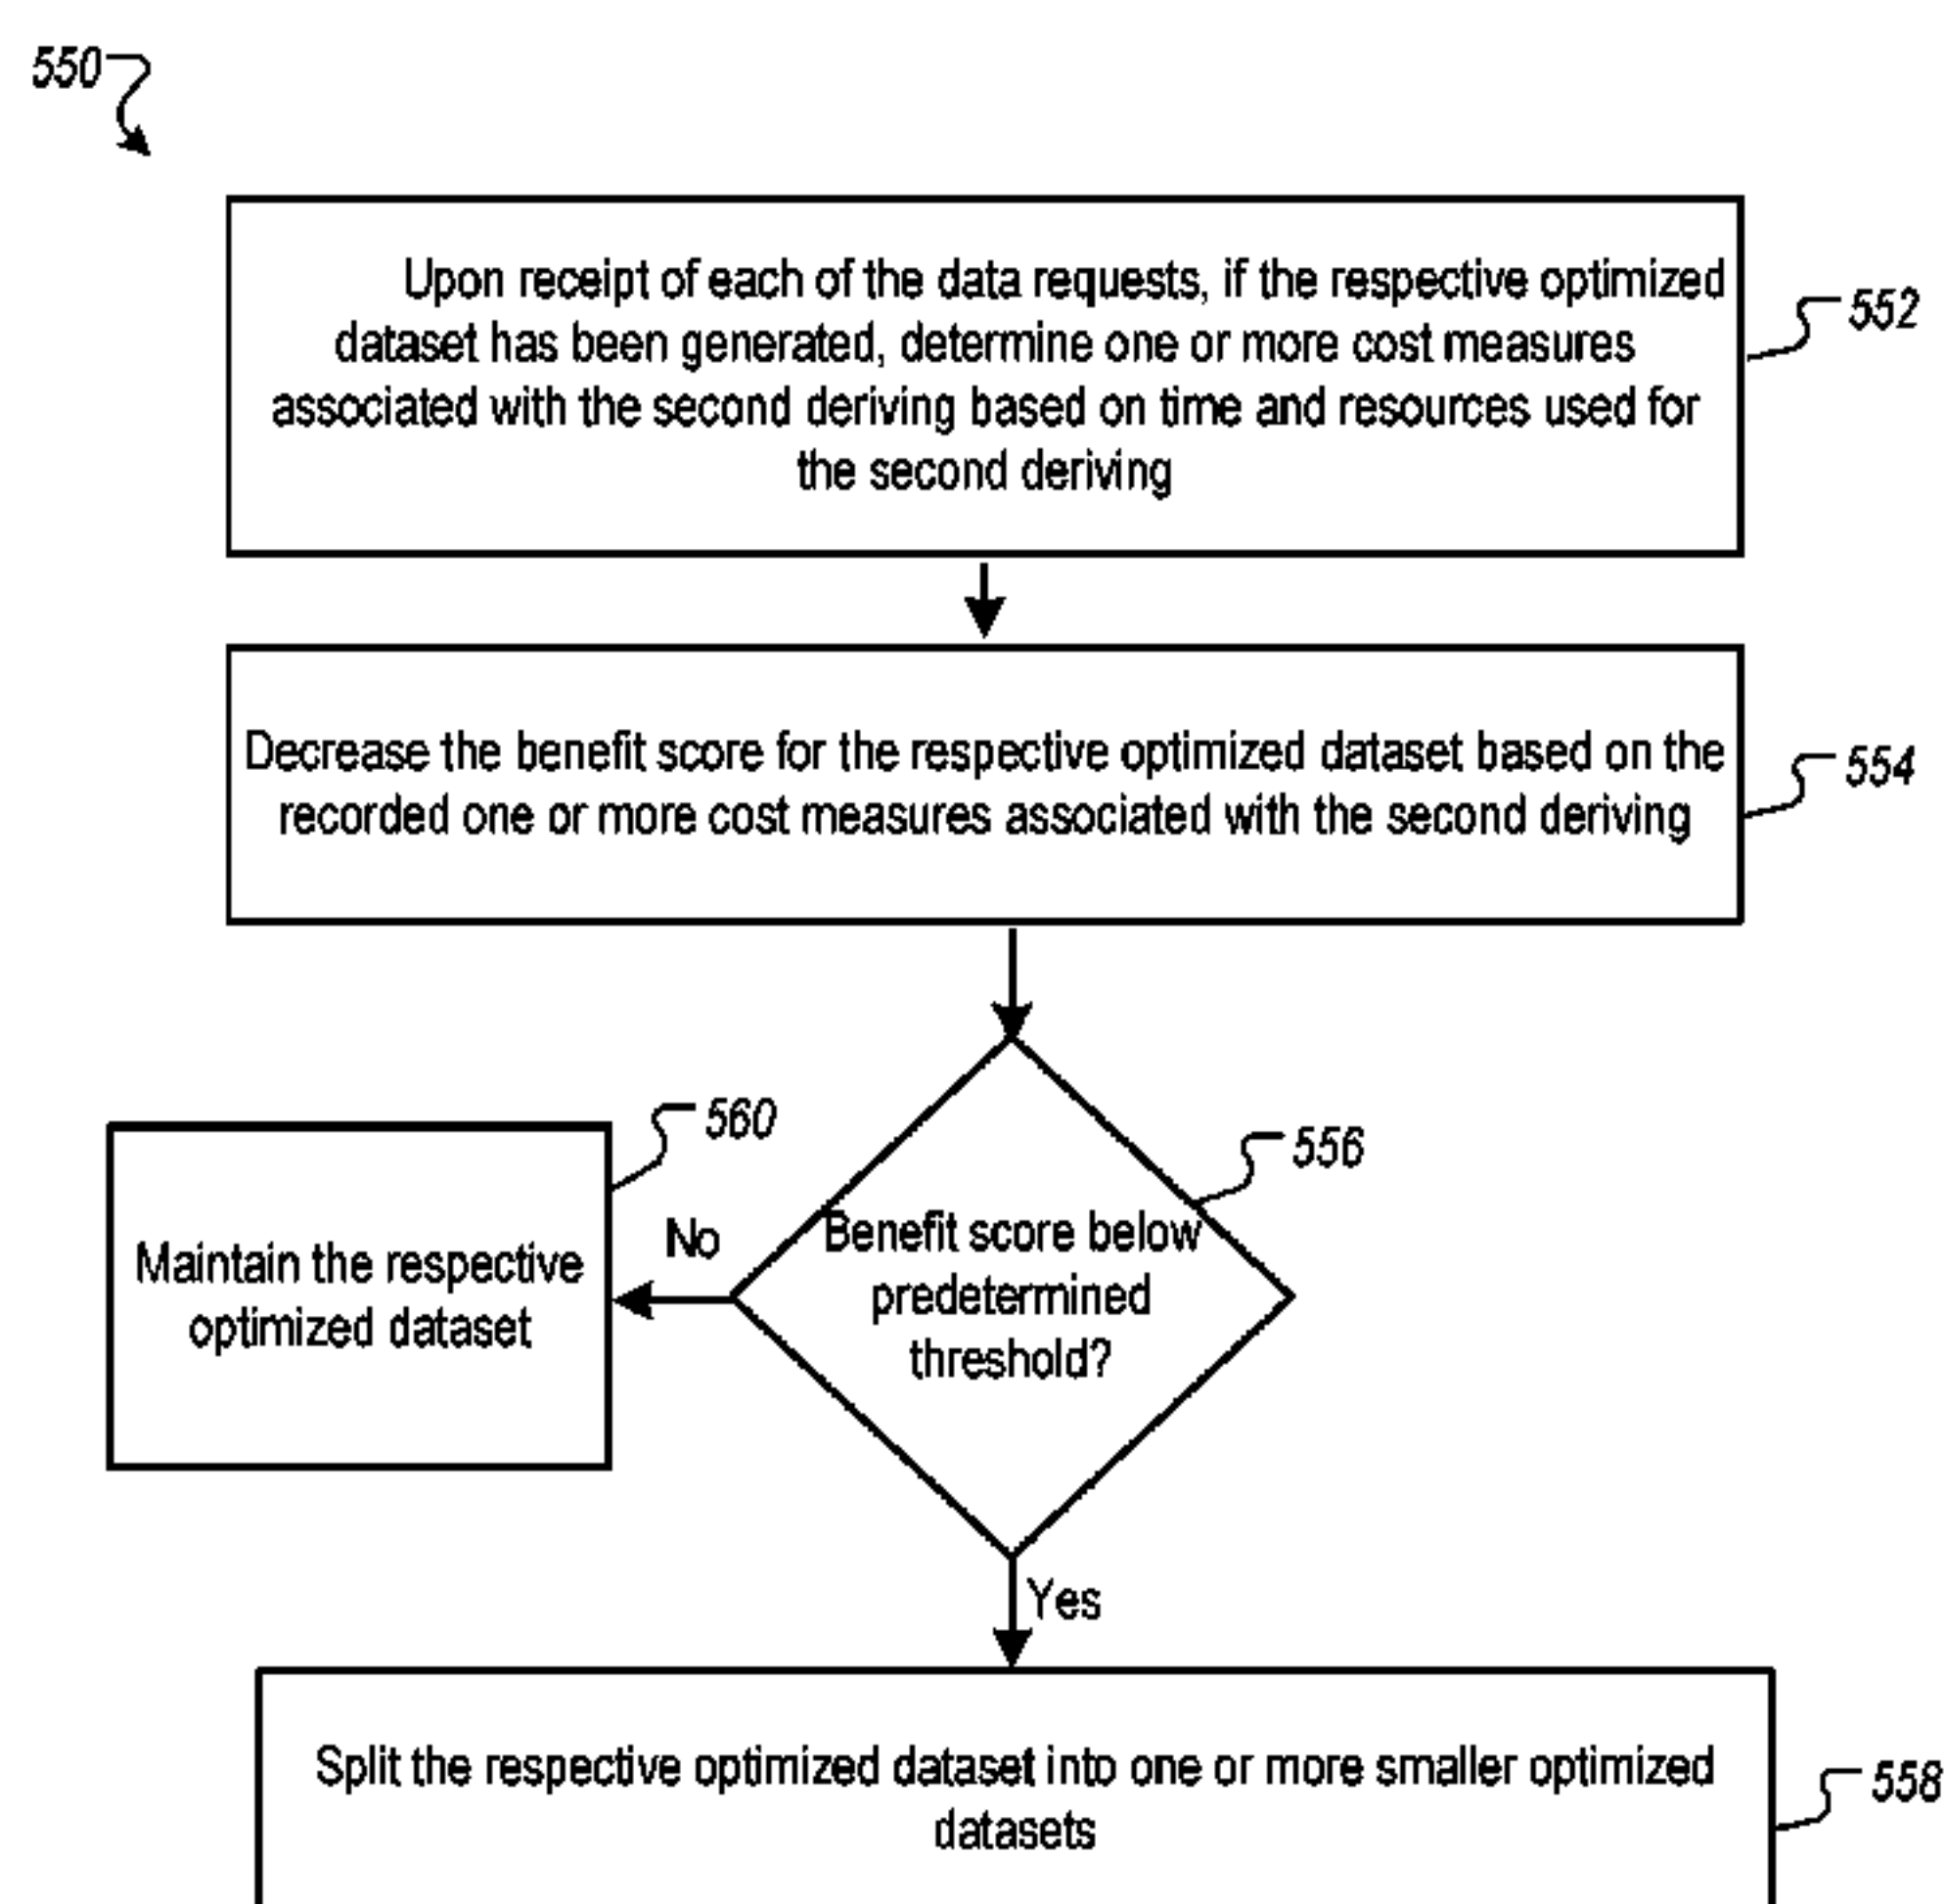 550
Upon receipt of each of the data requests, if the respective optimized
dataset has been generated, determine one or more cost measures
associated with the second deriving based on time and resources used for
the second deriving
552
Decrease the benefit score for the respective optimized dataset based on the
recorded one or more cost measures associated with the second deriving
554
560
556
Maintain the respective
optimized dataset
No
Benefit score below
predetermined
threshold?
Yes
Split the respective optimized dataset into one or more smaller optimized
datasets
558